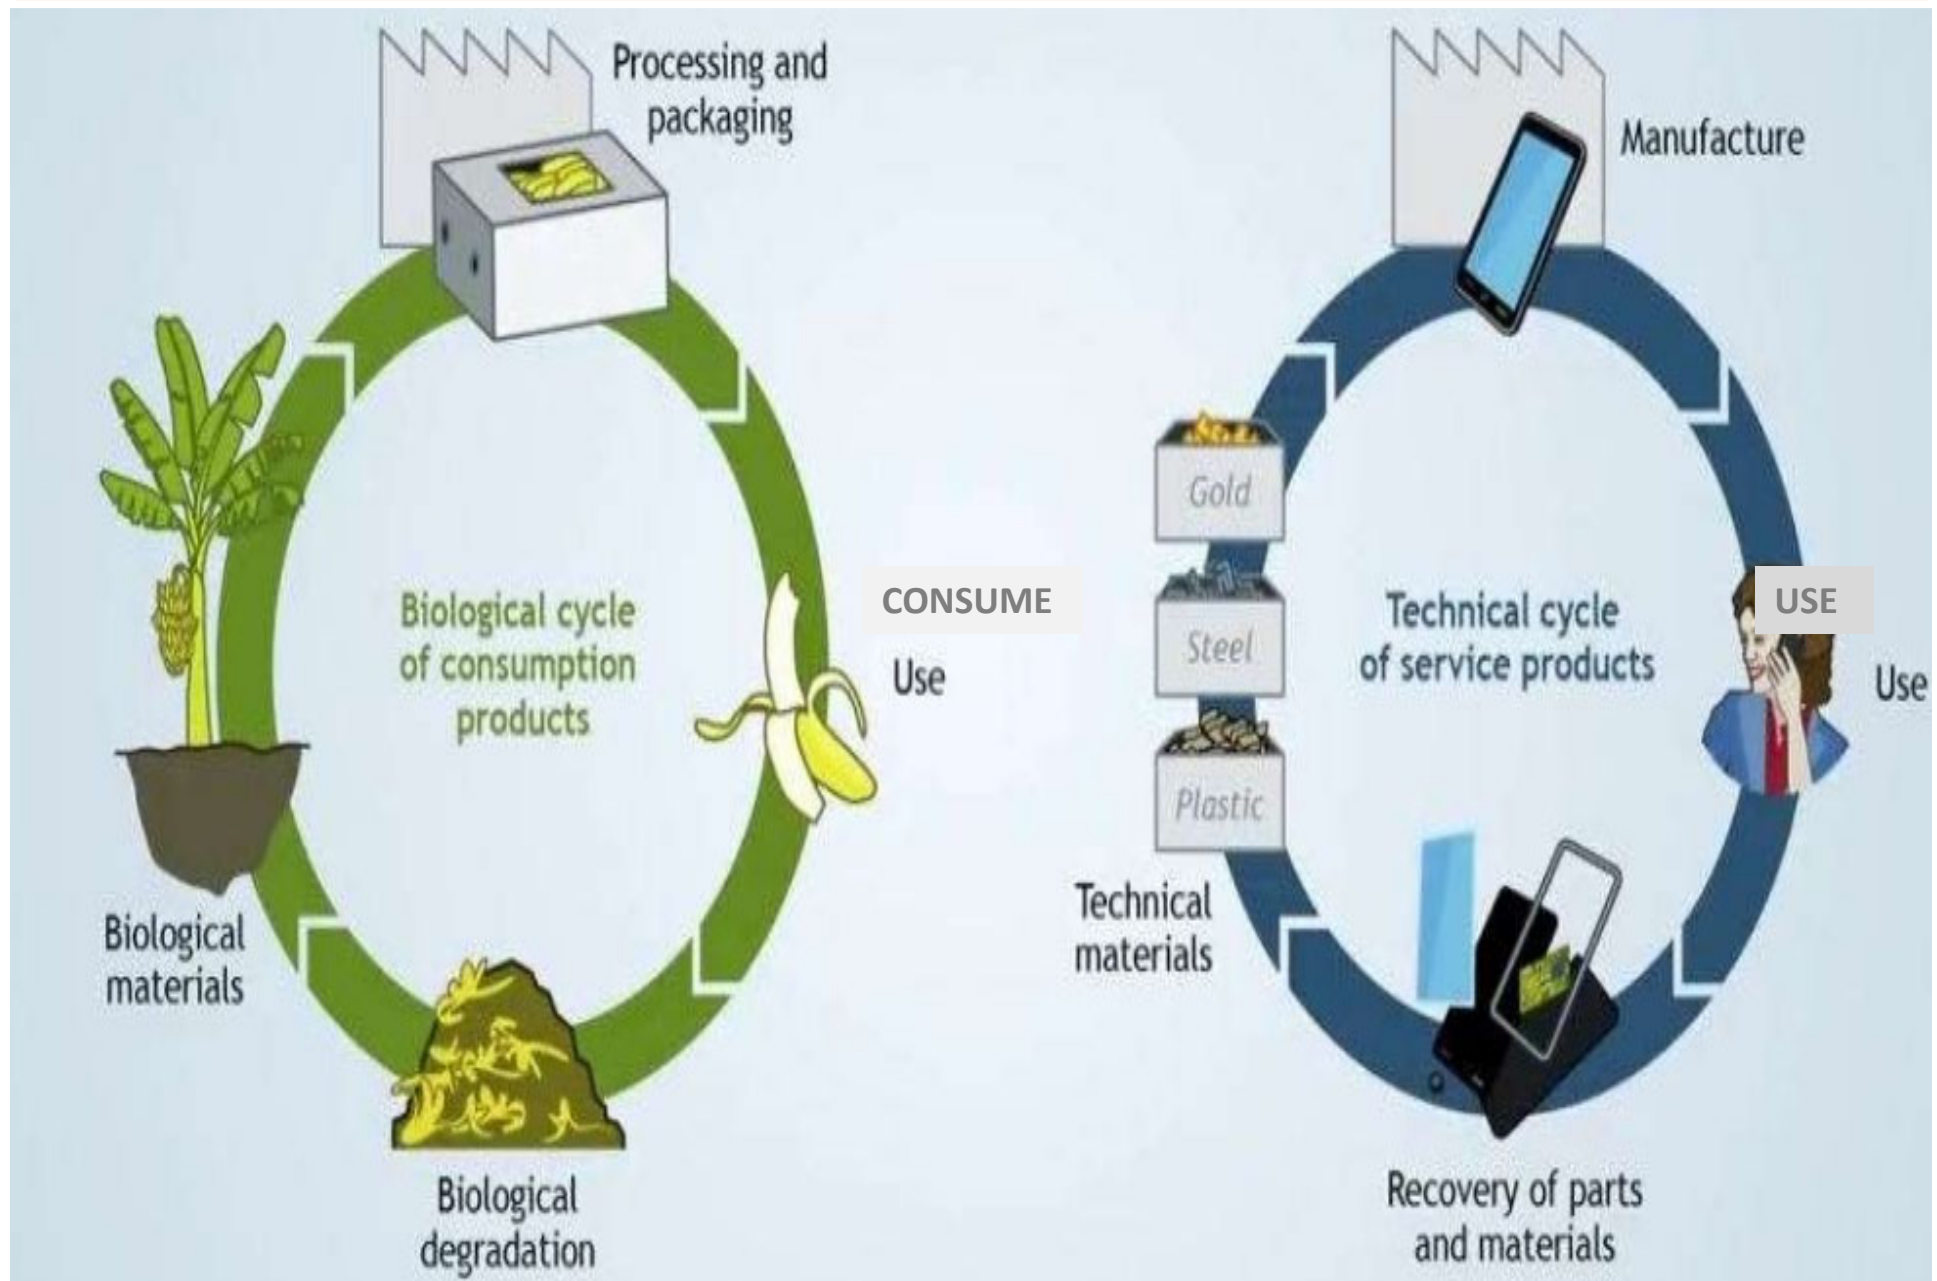 Processing and
packaging
CONSUME
Use
Biological cycle
of consumption
products
Biological
materials
Biological
degradation
Manufacture
Gold
Steel
Plastic
Technical
materials
Technical cycle
of service products
USE
Use
Recovery of parts
and materials